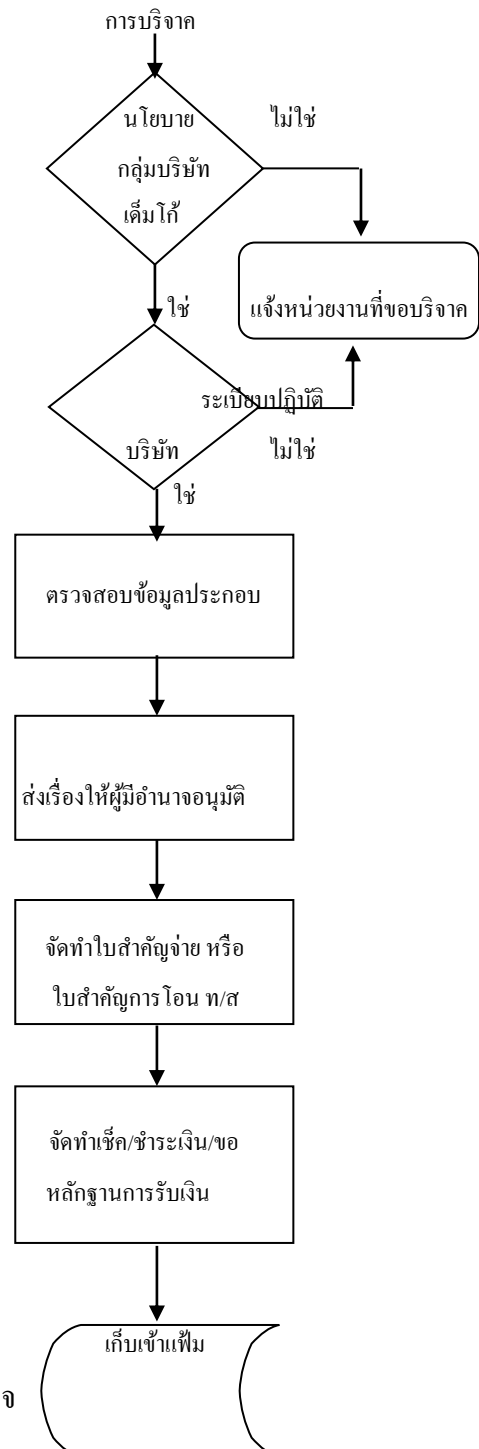 การบริจาค
นโยบาย
ไม่ใช่
กลุ่มบริษัท
เด็มโก้
แจ้งหน่วยงานที่ขอบริจาค
ใช่
ระเบียบปฏิบัติ
บริษัท
ไม่ใช่
ใช่
ตรวจสอบข้อมูลประกอบ
ส่งเรื่องให้ผู้มีอำนาจอนุมัติ
จัดทำใบสำคัญจ่าย หรือ
ใบสำคัญการโอน ท/ส
จัดทำเช็ค/ชำระเงิน/ขอ
หลักฐานการรับเงิน
เก็บเข้าแฟ้ม
จ